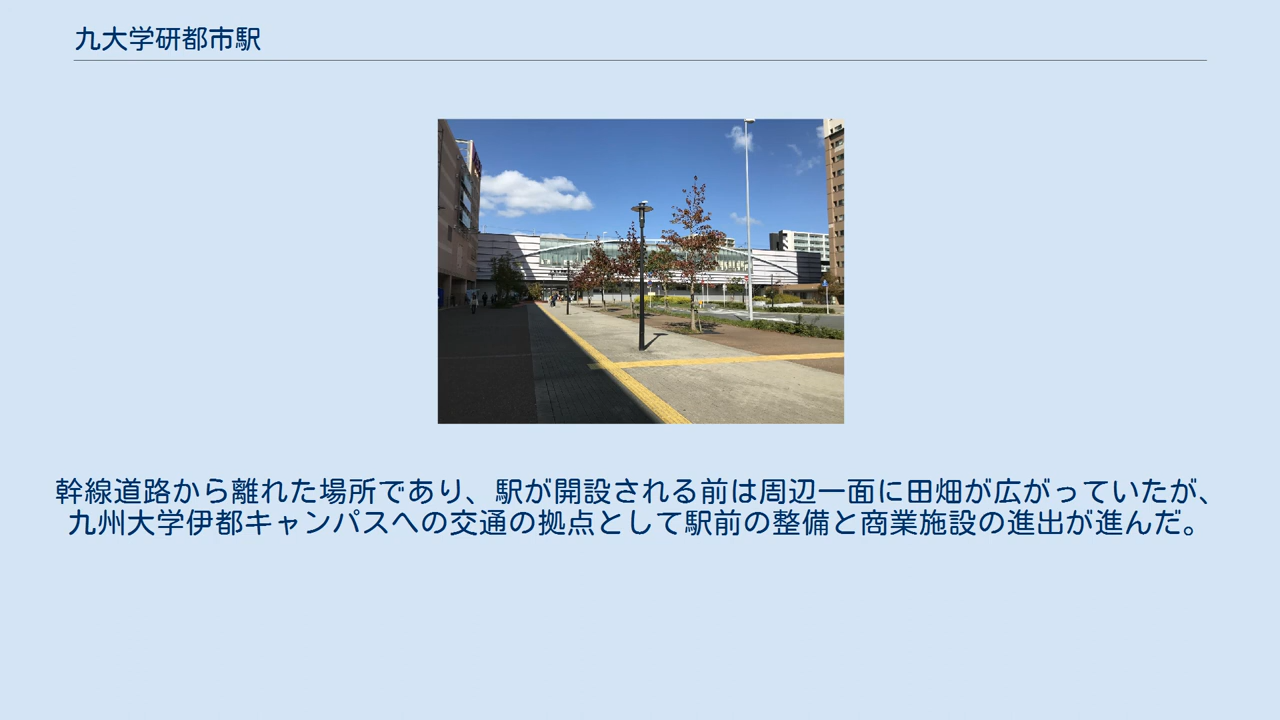 九大学研都市駅
幹線道路から離れた場所であり、駅が開設される前は周辺一面に田畑が広がっていたが、
九州大学伊都キャンパスへの交通の拠点として駅前の整備と商業施設の進出が進んだ。